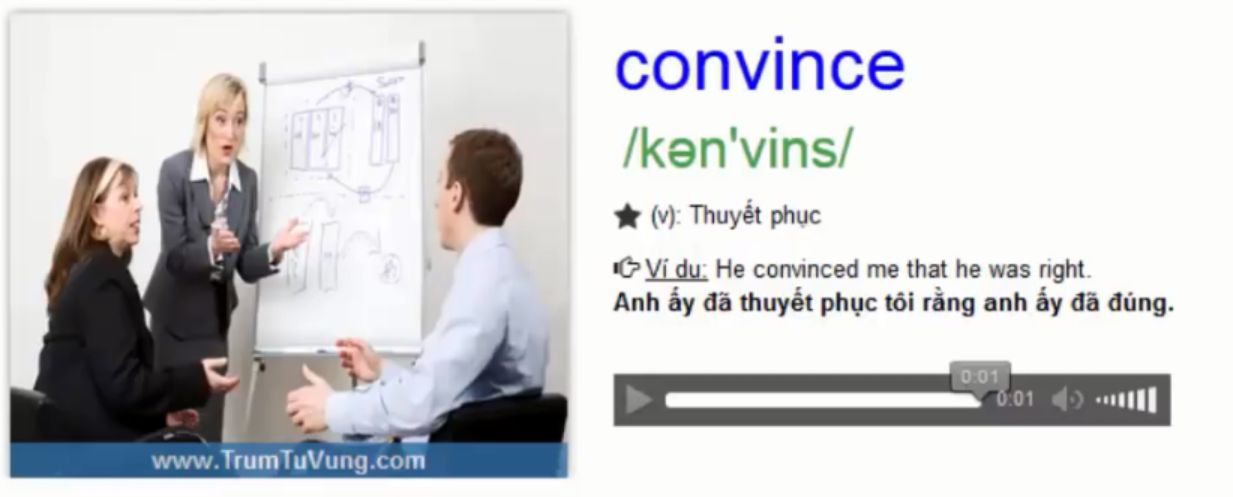 convince
/kən'vins/
★ (v): Thuyết phục
Ví du: He convinced me that he was right.
Anh ấy đã thuyết phục tôi rằng anh ấy đã đúng.
0:01
0:01
www.TrumTuVung.com